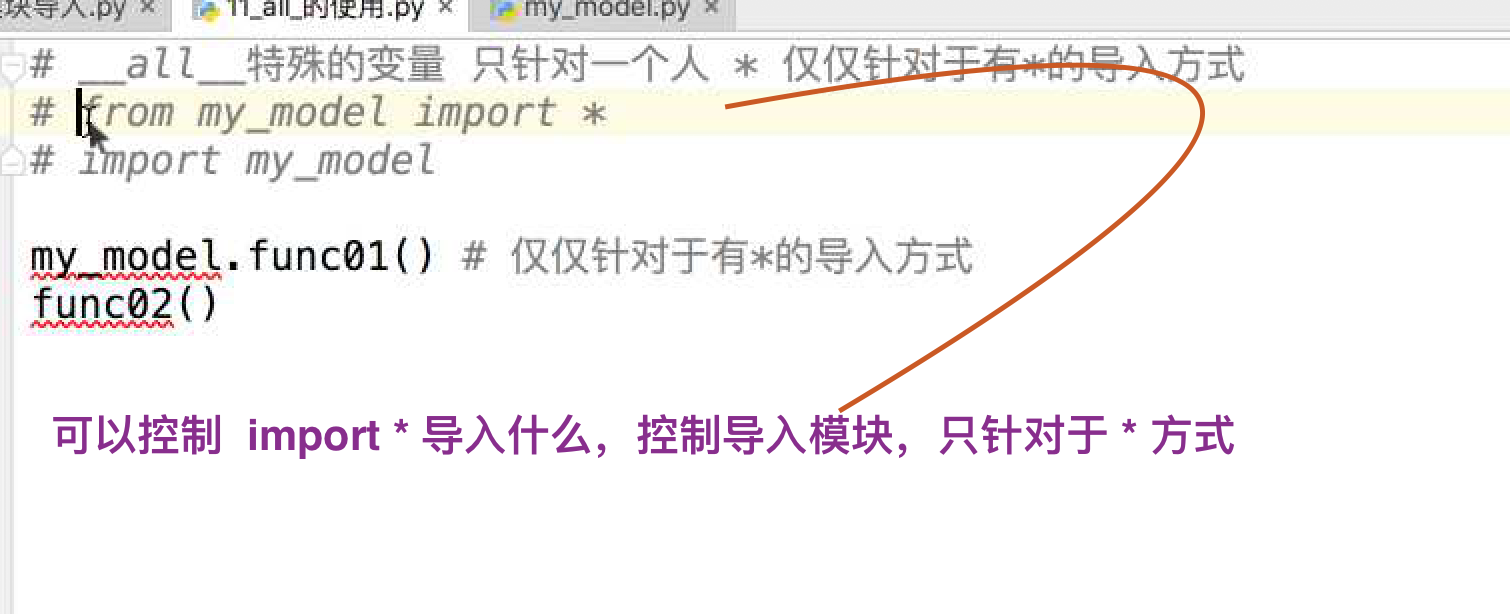 块导入.py × 11_all_的使用.py × my_model.py ×
# __all__特殊的变量 只针对一个人 * 仅仅针对于有*的导入方式
# from my_model import *
# import my_model
my_model.func01() # 仅仅针对于有*的导入方式
func02()
可以控制 import * 导入什么，控制导入模块，只针对于 * 方式